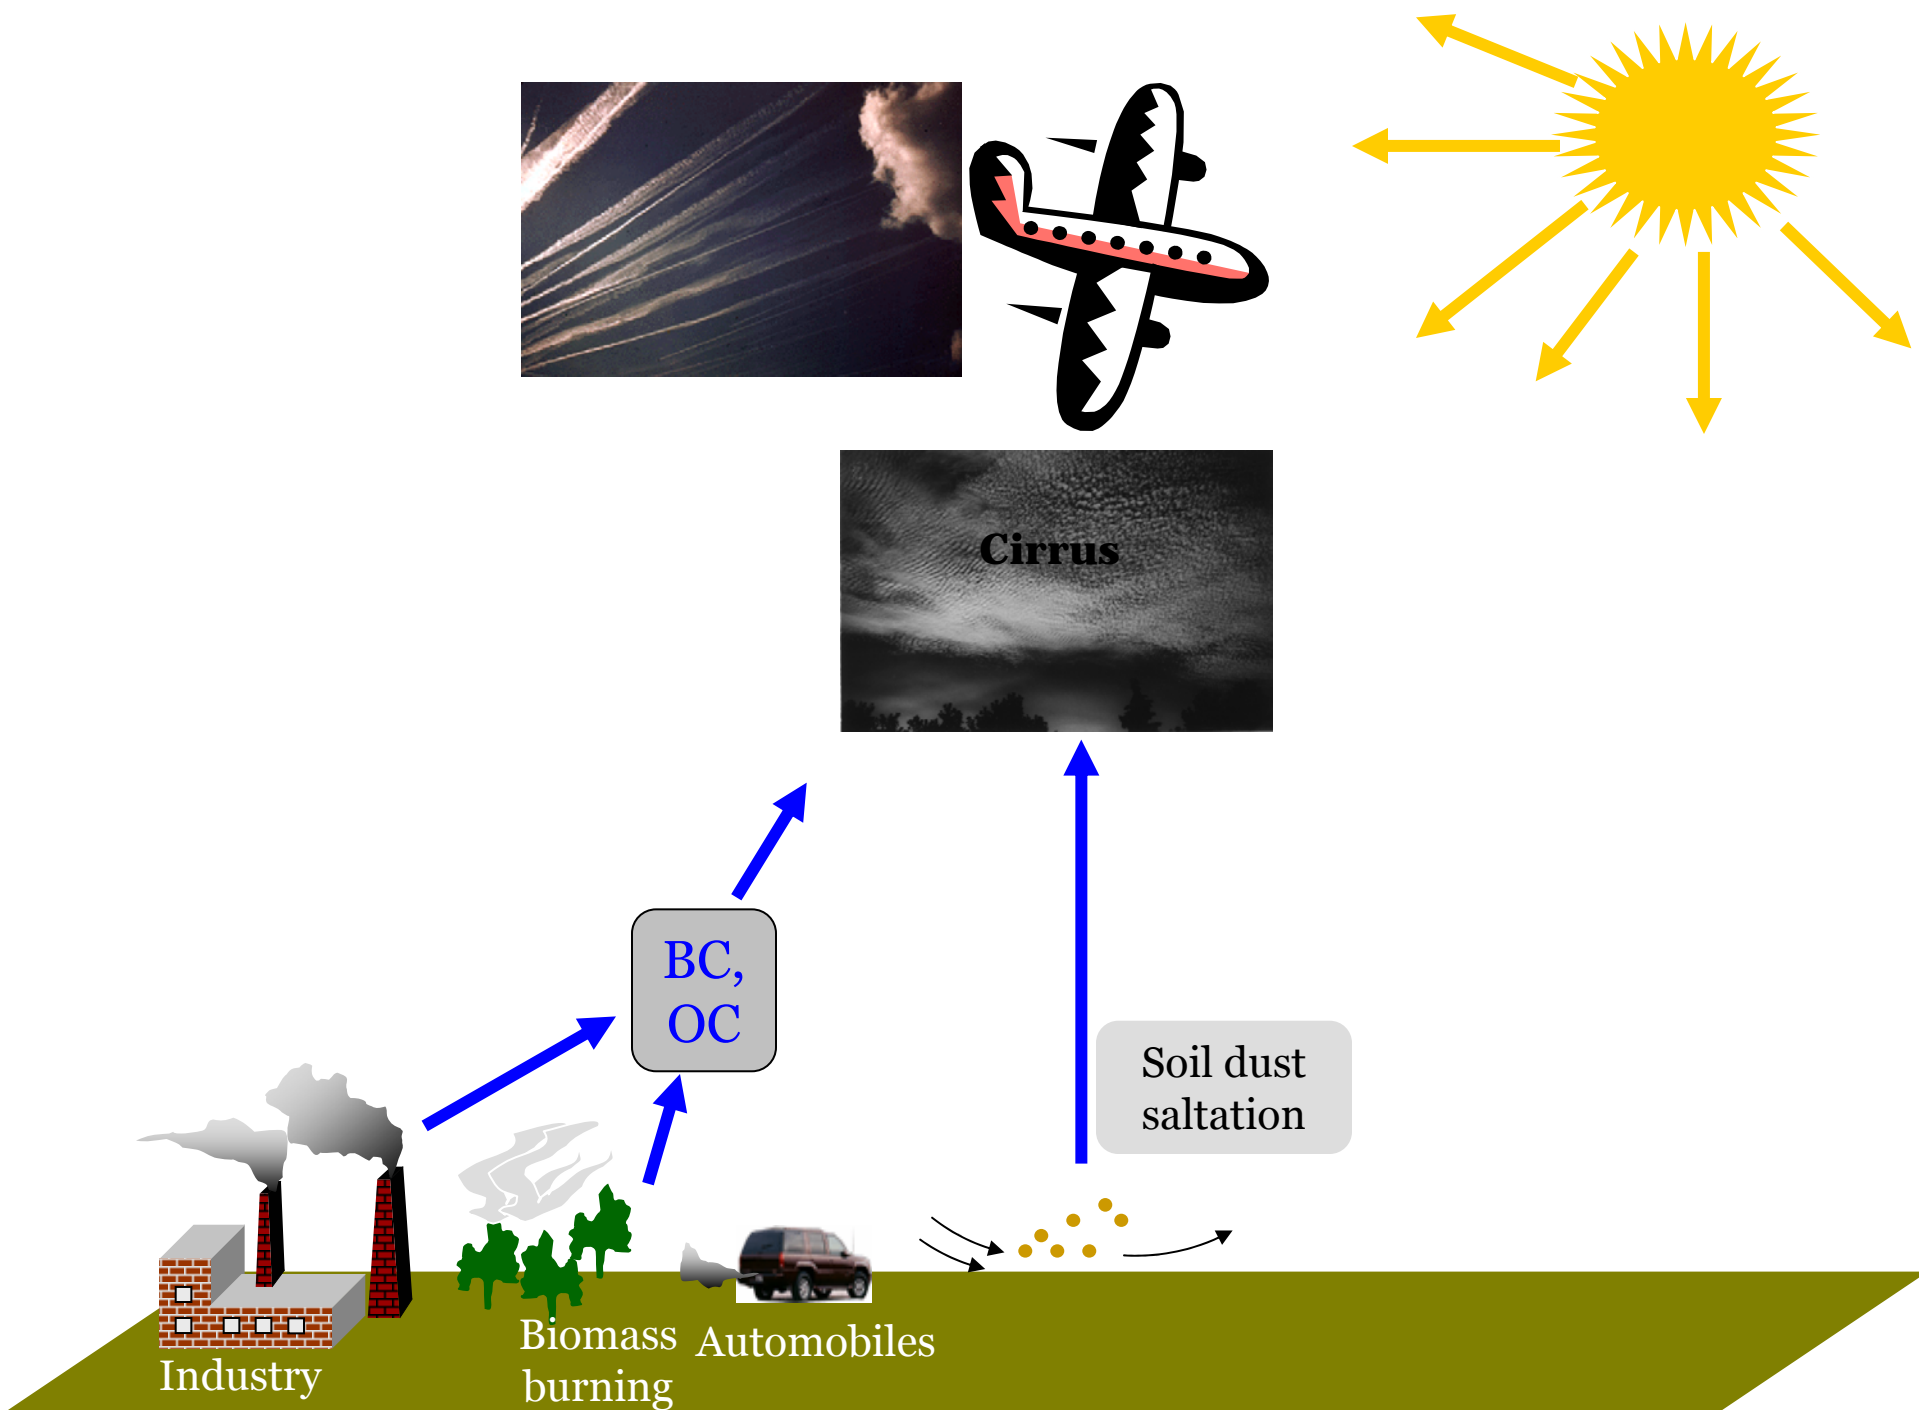 Cirrus
BC,
OC
Soil dust
saltation
Industry
Biomass
burning
Automobiles